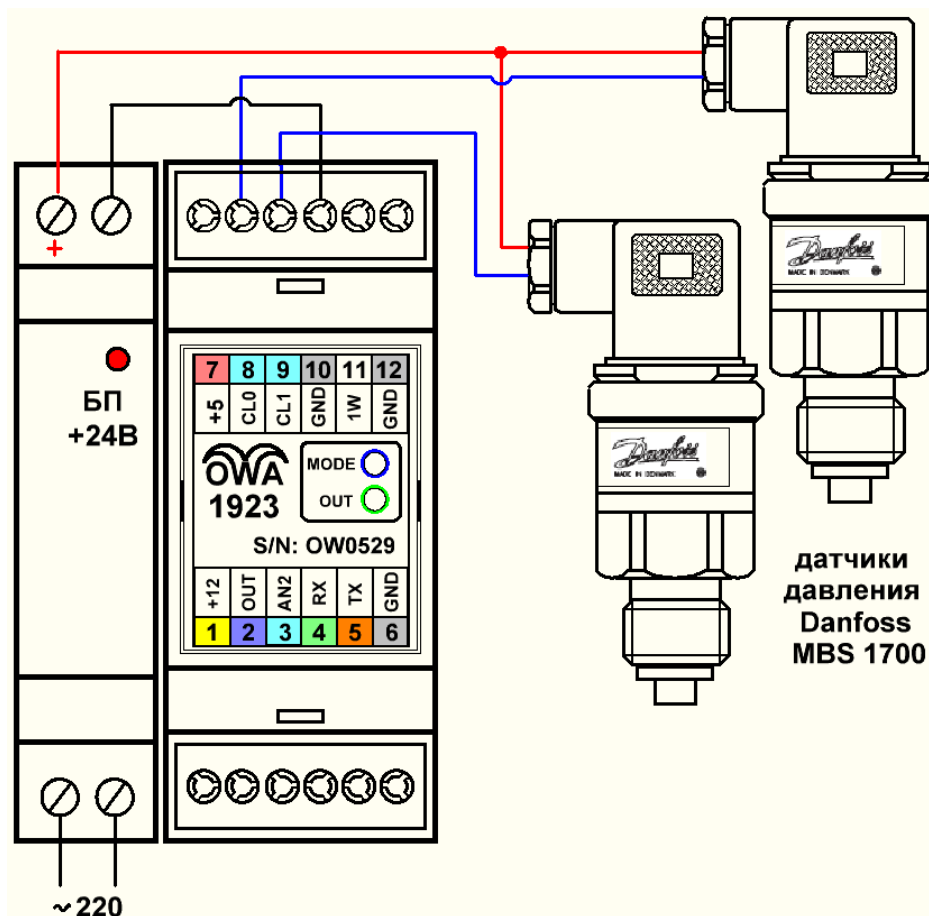 Danfoss
MADE IN DENMARK
+
БП
+24В
7 8 9 10 11 12
+5 CL0 CL1 GND 1W GND
OWA
1923
MODE
OUT
S/N: OW0529
+12 OUT AN2 RX TX GND
1 2 3 4 5 6
Danfoss
MADE IN DENMARK
датчики
давления
Danfoss
MBS 1700
~220